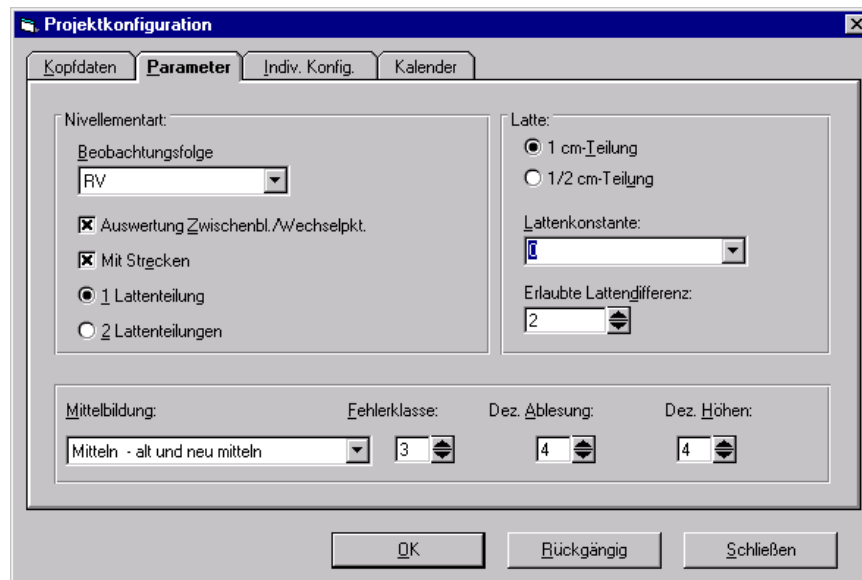 Projektkonfiguration
Kopfdaten
Parameter
Indiv. Konfig.
Kalender
Nivellementart:
Beobachtungsfolge
RV
Auswertung Zwischenbl./Wechselpkt.
Mit Strecken
1 Lattenteilung
2 Lattenteilungen
Latte:
1 cm-Teilung
1/2 cm-Teilung
Lattenkonstante:
0
Erlaubte Lattendifferenz:
2
Mittelbildung:
Fehlerklasse:
Dez. Ablesung:
Dez. Höhen:
Mitteln - alt und neu mitteln
3
4
4
OK
Rückgängig
Schließen